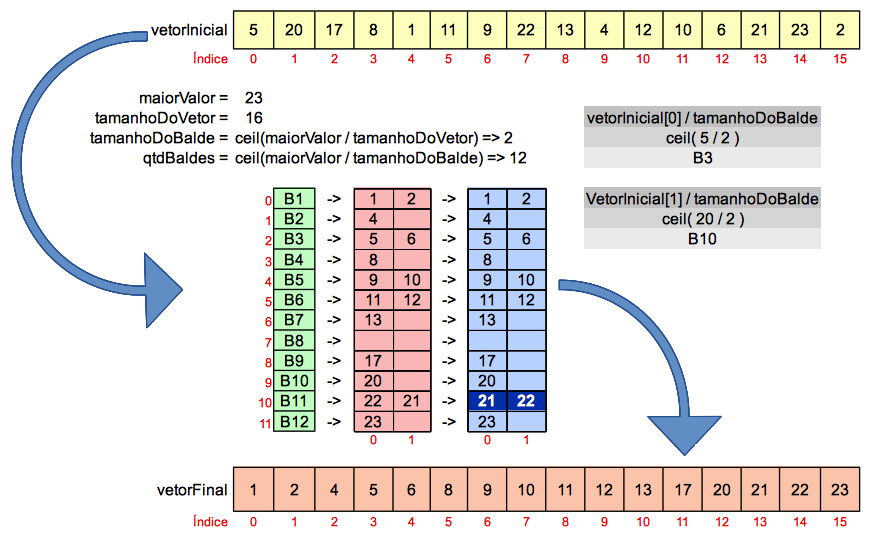 vetorInicial 5 20 17 8 1 11 9 22 13 4 12 10 6 21 23 2
Índice 0 1 2 3 4 5 6 7 8 9 10 11 12 13 14 15
maiorValor = 23
tamanhoDoVetor = 16
tamanhoDoBalde = ceil(maiorValor / tamanhoDoVetor) => 2
qtdBaldes = ceil(maiorValor / tamanhoDoBalde) => 12
vetorInicial[0] / tamanhoDoBalde
ceil( 5 / 2 )
B3
VetorInicial[1] / tamanhoDoBalde
ceil( 20 / 2 )
B10
0 B1 -> 1 2 -> 1 2
1 B2 -> 4 -> 4
2 B3 -> 5 6 -> 5 6
3 B4 -> 8 -> 8
4 B5 -> 9 10 -> 9 10
5 B6 -> 11 12 -> 11 12
6 B7 -> 13 -> 13
7 B8 -> ->
8 B9 -> 17 -> 17
9 B10 -> 20 -> 20
10 B11 -> 22 21 -> 21 22
11 B12 -> 23 -> 23
0 1 0 1
vetorFinal 1 2 4 5 6 8 9 10 11 12 13 17 20 21 22 23
Índice 0 1 2 3 4 5 6 7 8 9 10 11 12 13 14 15